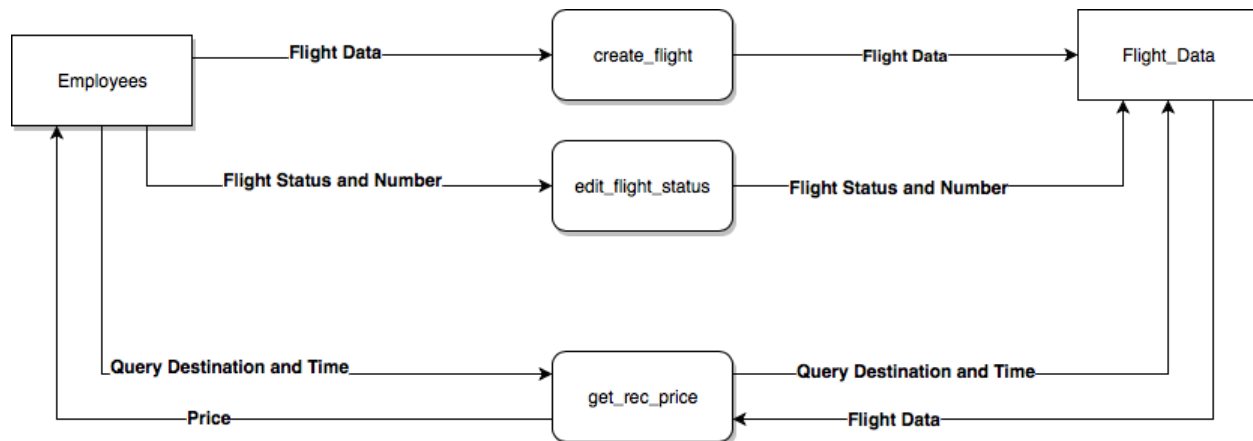 Flight Data
create_flight
Flight Data
Flight_Data
Employees
Flight Status and Number
edit_flight_status
Flight Status and Number
Query Destination and Time
Query Destination and Time
get_rec_price
Price
Flight Data